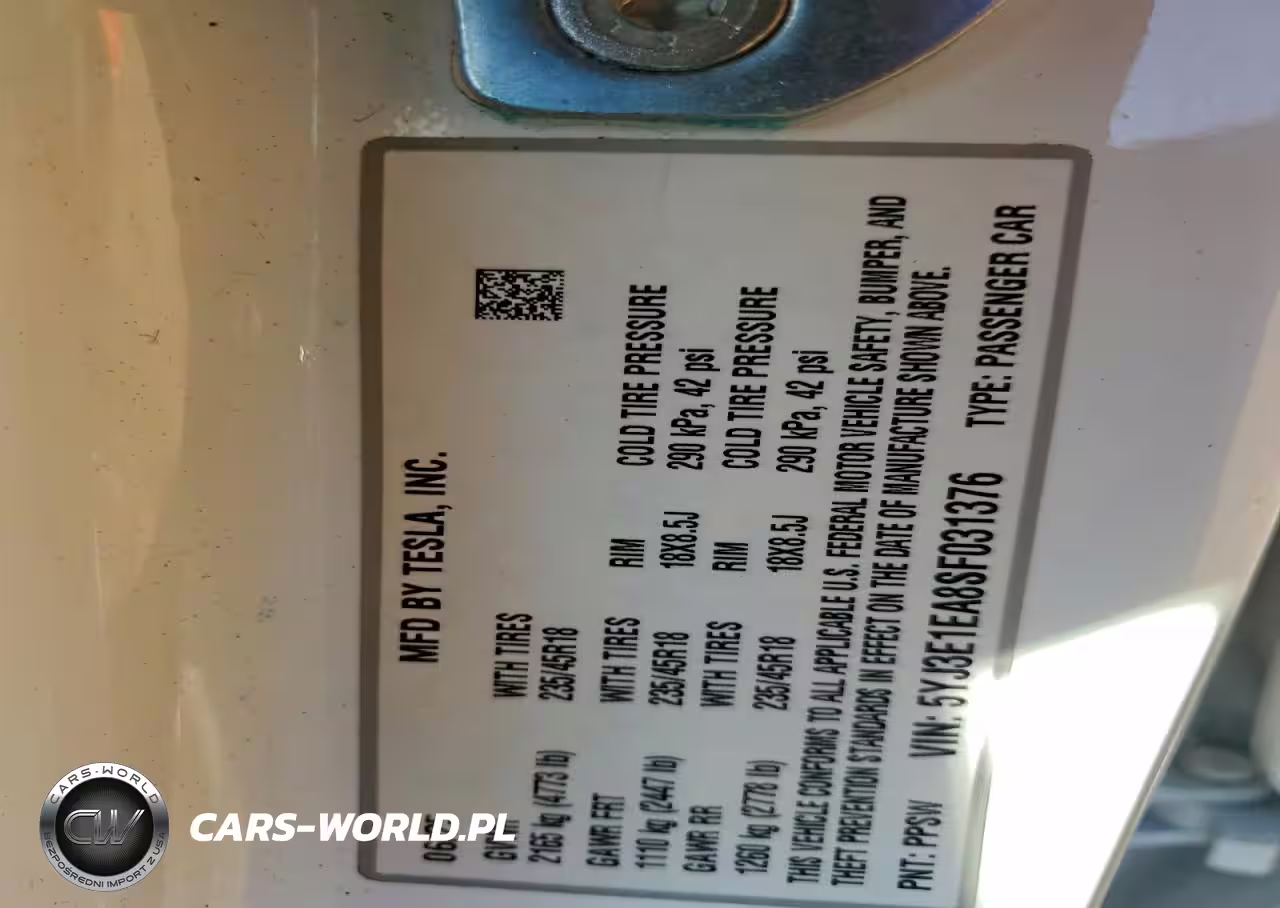 MFD BY TESLA, INC.
GVWR WITH TIRES
2165 kg (4773 lb) 235/45R18
GAWR FRT WITH TIRES RIM COLD TIRE PRESSURE
1110 kg (2447 lb) 235/45R18 18X8.5J 290 kPa, 42 psi
GAWR RR WITH TIRES RIM COLD TIRE PRESSURE
1260 kg (2778 lb) 235/45R18 18X8.5J 290 kPa, 42 psi
THIS VEHICLE CONFORMS TO ALL APPLICABLE U.S. FEDERAL MOTOR VEHICLE SAFETY, BUMPER, AND
THEFT PREVENTION STANDARDS IN EFFECT ON THE DATE OF MANUFACTURE SHOWN ABOVE.
PNT: PPSW VIN: 5YJ3E1EA8SF031376 TYPE: PASSENGER CAR
CARS-WORLD
CW
BEZPOŚREDNI IMPORT Z USA
CARS-WORLD.PL